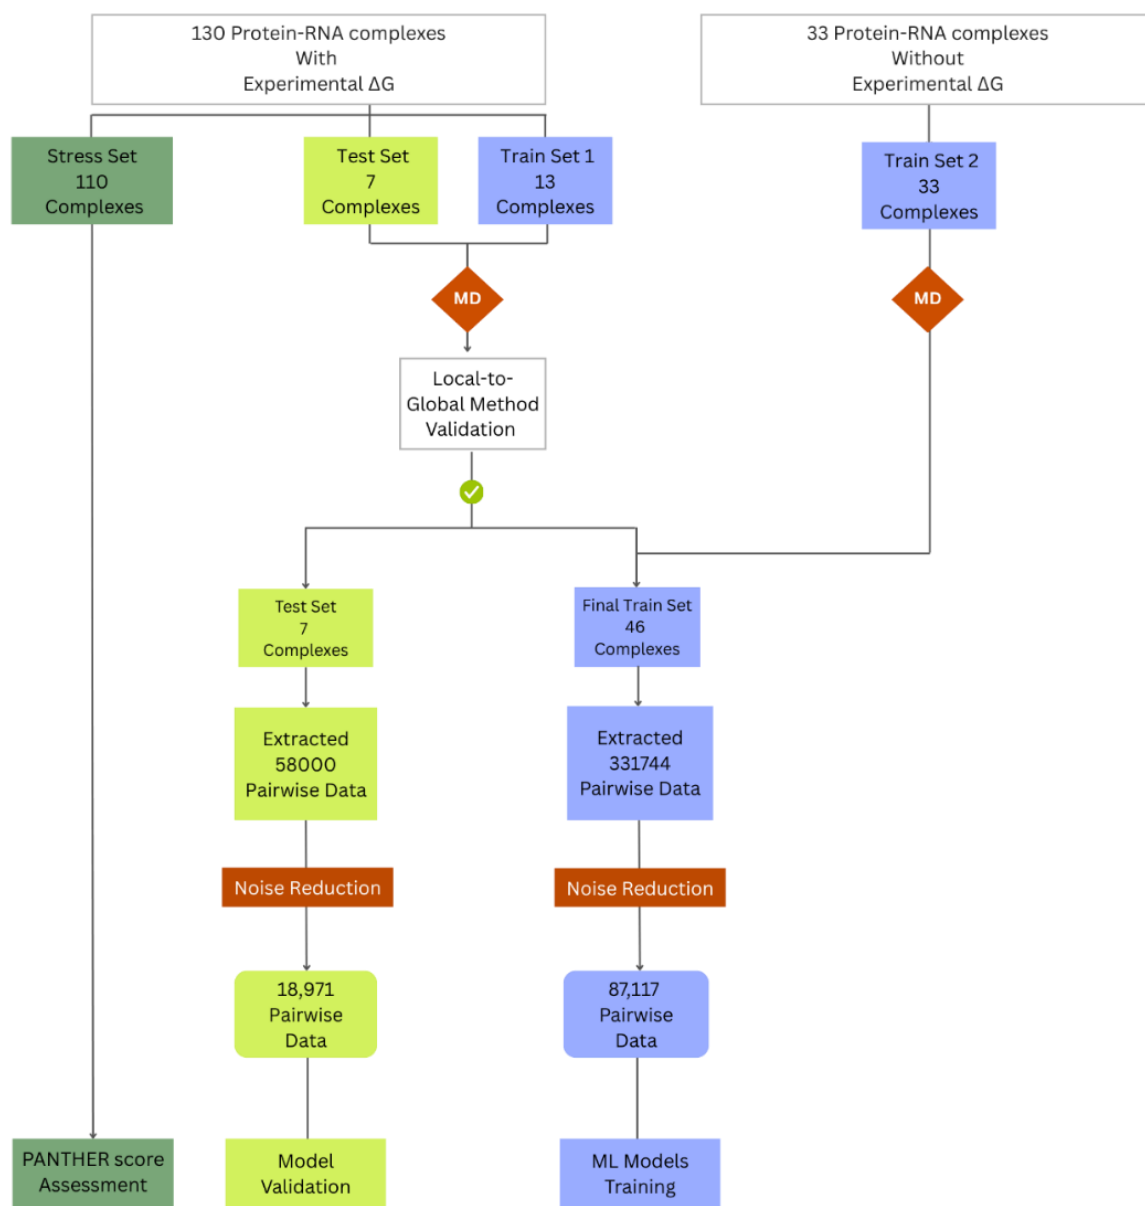 130 Protein-RNA complexes
With
Experimental ΔG
33 Protein-RNA complexes
Without
Experimental ΔG
Stress Set
110
Complexes
Test Set
7
Complexes
Train Set 1
13
Complexes
Train Set 2
33
Complexes
MD
MD
Local-to-
Global Method
Validation
Test Set
7
Complexes
Final Train Set
46
Complexes
Extracted
58000
Pairwise Data
Extracted
331744
Pairwise Data
Noise Reduction
Noise Reduction
18,971
Pairwise
Data
87,117
Pairwise
Data
PANTHER score
Assessment
Model
Validation
ML Models
Training